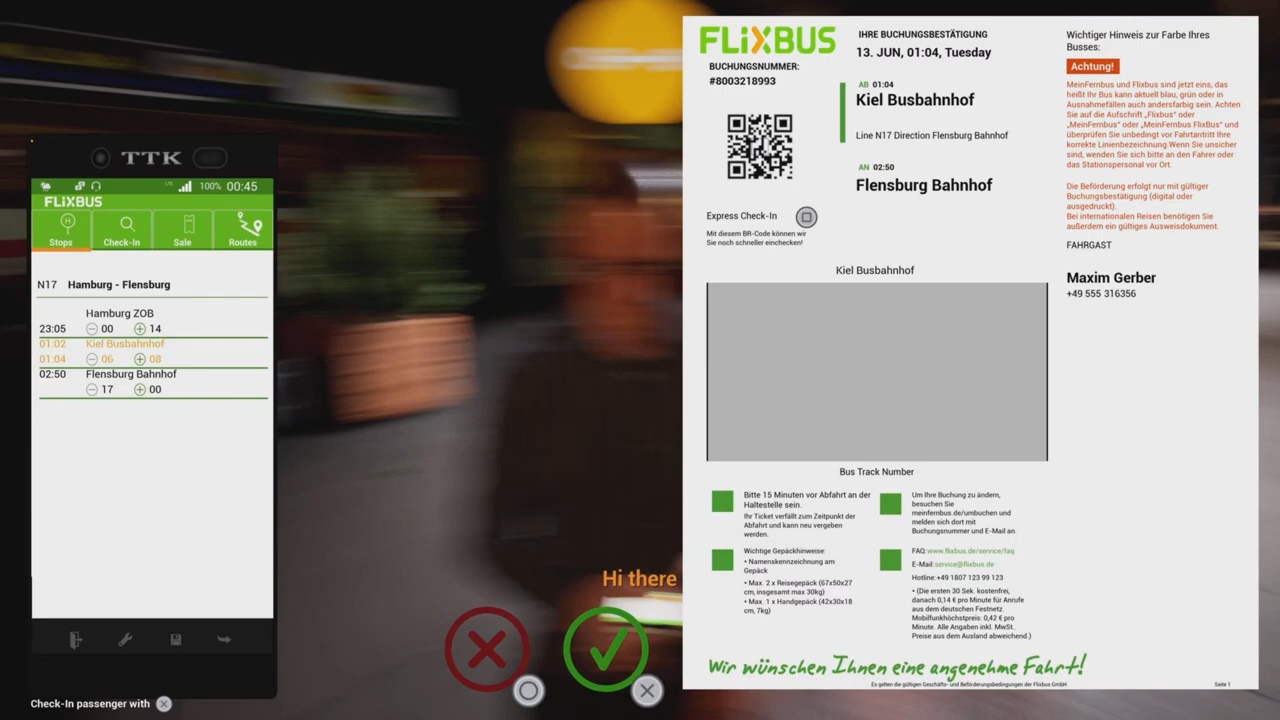 TTK
LTE 100% 00:45
FLiXBUS
Stops
Check-In
Sale
Routes
N17 Hamburg - Flensburg
Hamburg ZOB
23:05 00 14
01:02 Kiel Busbahnhof
01:04 06 08
02:50 Flensburg Bahnhof
17 00
Check-In passenger with
Hi there
FLiXBUS
BUCHUNGSNUMMER:
#8003218993
IHRE BUCHUNGSBESTÄTIGUNG
13. JUN, 01:04, Tuesday
AB 01:04
Kiel Busbahnhof
Line N17 Direction Flensburg Bahnhof
AN 02:50
Flensburg Bahnhof
Express Check-In
Mit diesem BR-Code können wir
Sie noch schneller einchecken!
Kiel Busbahnhof
Bus Track Number
Bitte 15 Minuten vor Abfahrt an der
Haltestelle sein.
Ihr Ticket verfällt zum Zeitpunkt der
Abfahrt und kann neu vergeben
werden.
Wichtige Gepäckhinweise:
• Namenskennzeichnung am
Gepäck
• Max. 2 x Reisegepäck (67x50x27
cm, insgesamt max 30kg)
• Max. 1 x Handgepäck (42x30x18
cm, 7kg)
Um Ihre Buchung zu ändern,
besuchen Sie
meinfernbus.de/umbuchen und
melden sich dort mit
Buchungsnummer und E-Mail an.
FAQ:www.flixbus.de/service/faq
E-Mail:service@flixbus de
Hotline:+49 1807 123 99 123
• (Die ersten 30 Sek. kostenfrei,
danach 0,14 € pro Minute für Anrufe
aus dem deutschen Festnetz.
Mobilfunkhöchstpreis: 0,42 € pro
Minute. Alle Angaben inkl. MwSt..
Preise aus dem Ausland abweichend.)
Wichtiger Hinweis zur Farbe Ihres
Busses:
Achtung!
MeinFernbus und Flixbus sind jetzt eins, das
heißt Ihr Bus kann aktuell blau, grün oder in
Ausnahmefällen auch andersfarbig sein. Achten
Sie auf die Aufschrift „Flixbus“ oder
„MeinFernbus“ oder „MeinFernbus FlixBus“ und
überprüfen Sie unbedingt vor Fahrtantritt Ihre
korrekte Linienbezeichnung.Wenn Sie unsicher
sind, wenden Sie sich bitte an den Fahrer oder
das Stationspersonal vor Ort.
Die Beförderung erfolgt nur mit gültiger
Buchungsbestätigung (digital oder
ausgedruckt).
Bei internationalen Reisen benötigen Sie
außerdem ein gültiges Ausweisdokument.
FAHRGAST
Maxim Gerber
+49 555 316356
Wir wünschen Ihnen eine angenehme Fahrt!
Es gelten die gültigen Geschäfts- und Beförderungsbedingungen der Flixbus GmbH
Seite 1